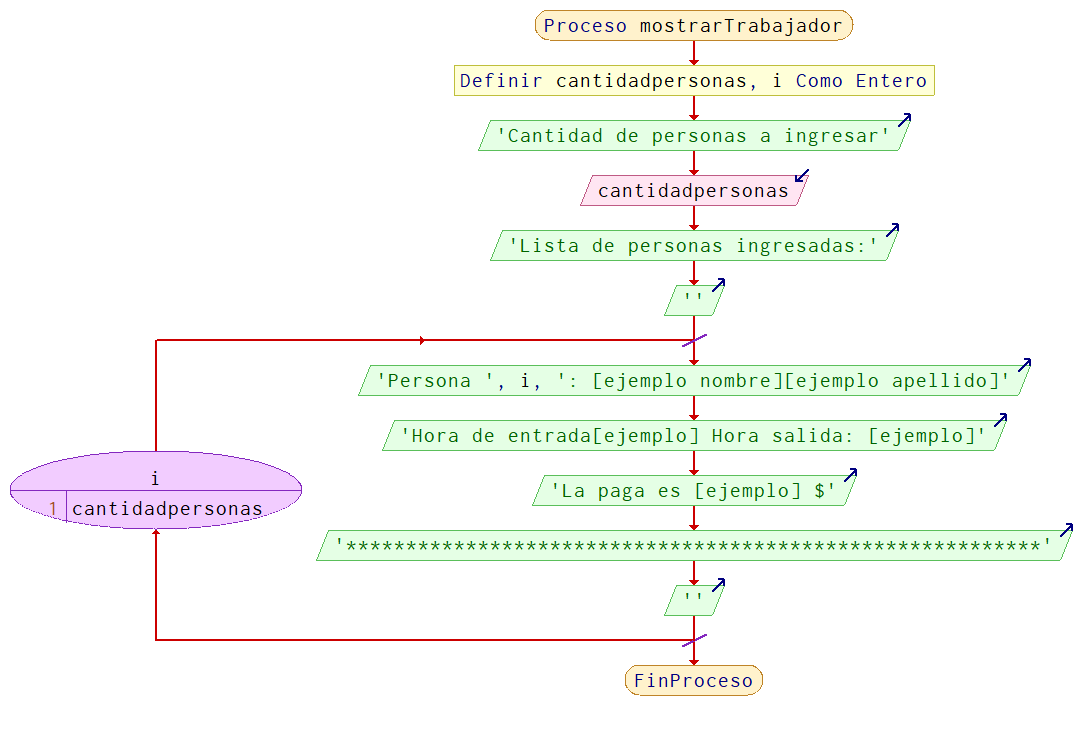 Proceso mostrarTrabajador
Definir cantidadpersonas, i Como Entero
'Cantidad de personas a ingresar'
cantidadpersonas
'Lista de personas ingresadas:'
''
'Persona ', i, ': [ejemplo nombre][ejemplo apellido]'
'Hora de entrada[ejemplo] Hora salida: [ejemplo]'
i
1 cantidadpersonas
'La paga es [ejemplo] $'
'**********************************************************'
''
FinProceso